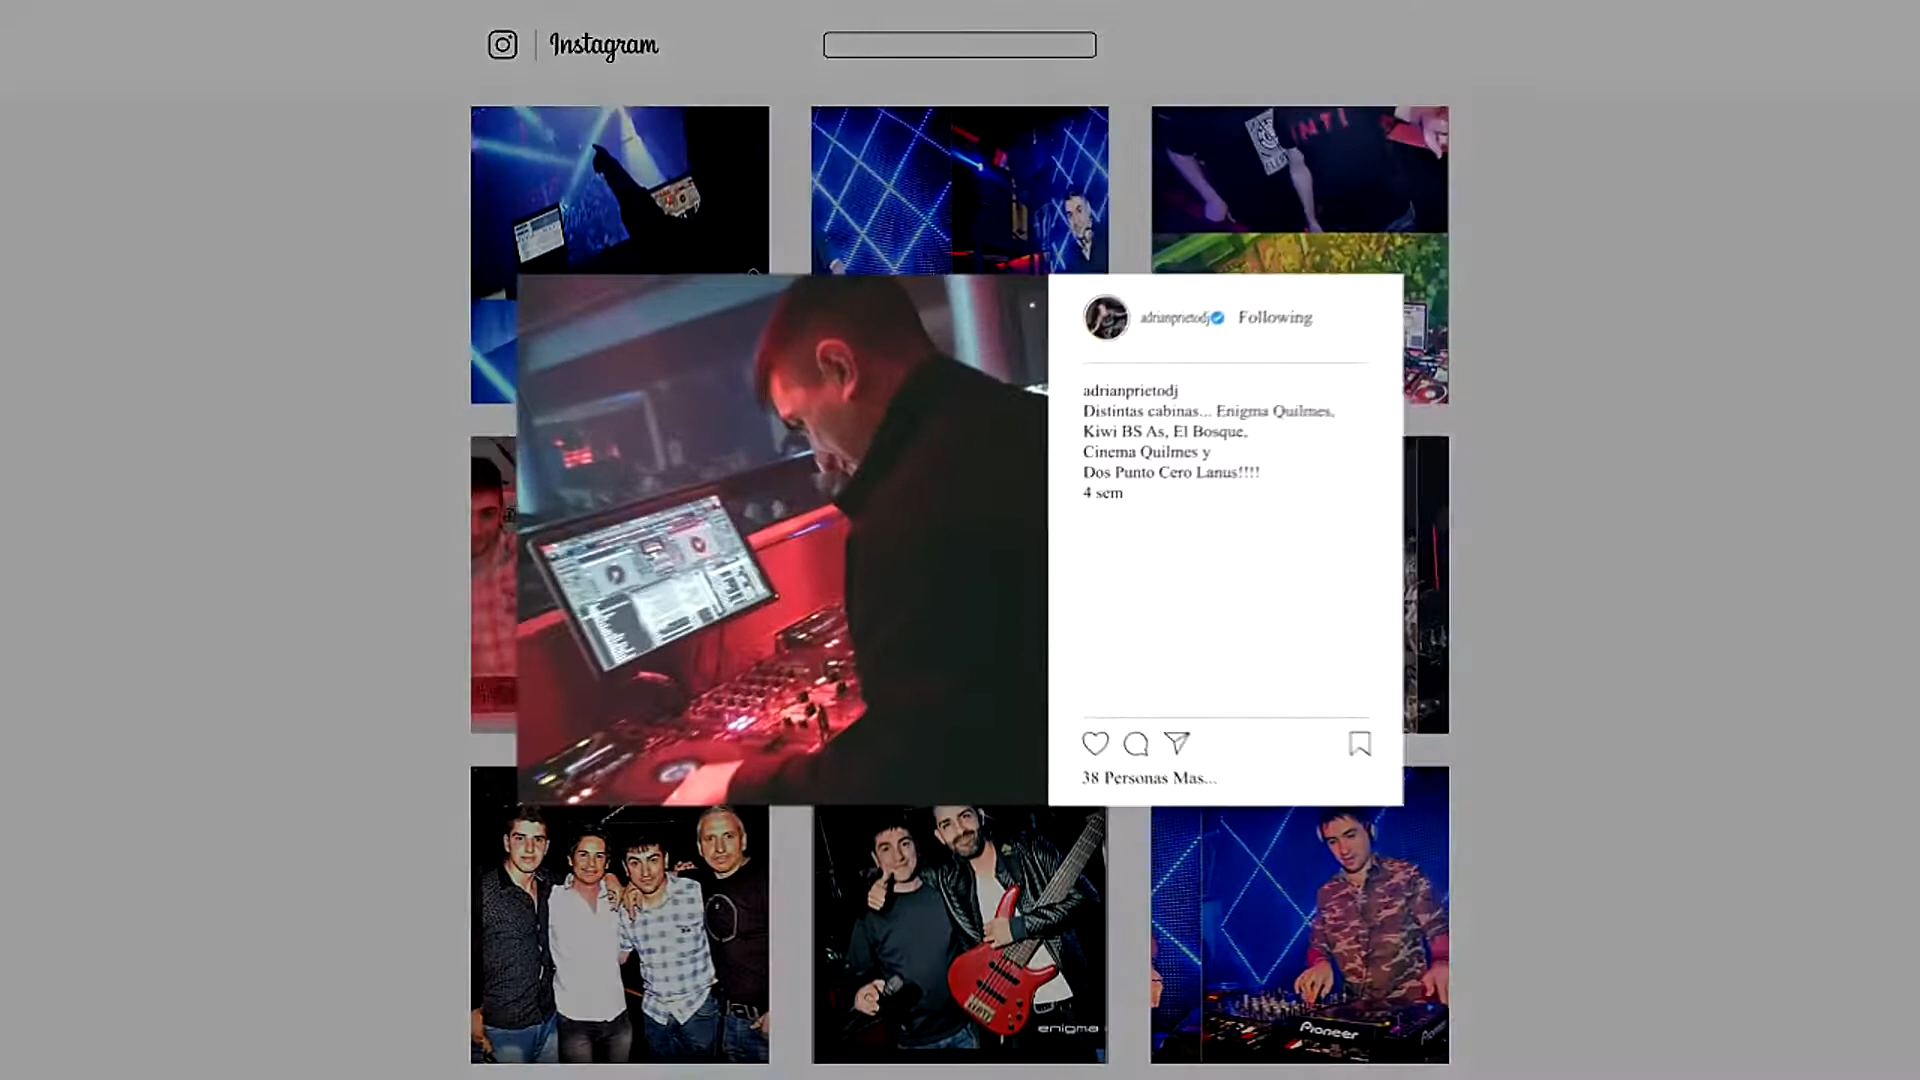 Instagram
INTI
adrianprietodj Following
adrianprietodj
Distintas cabinas... Enigma Quilmes,
Kiwi BS As, El Bosque,
Cinema Quilmes y
Dos Punto Cero Lanus!!!!
4 sem
38 Personas Mas...
enigma
Pioneer